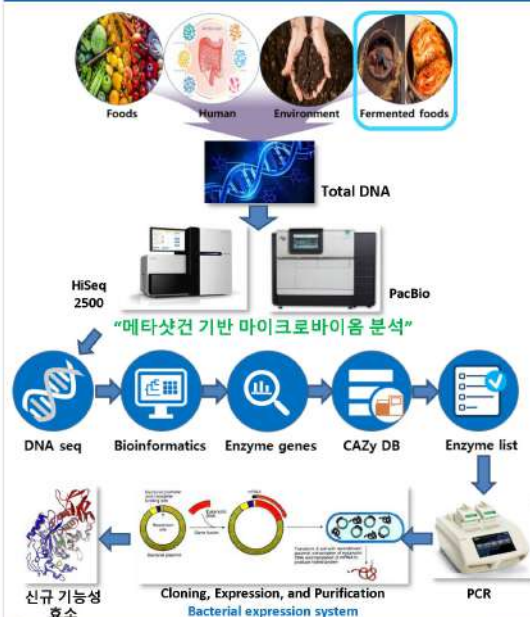 Foods
Human
Environment
Fermented foods
Total DNA
HiSeq
2500
PacBio
"메타샷건 기반 마이크로바이옴 분석"
DNA seq
Bioinformatics
Enzyme genes
CAZy DB
Enzyme list
신규 기능성
효소
Cloning, Expression, and Purification
Bacterial expression system
PCR